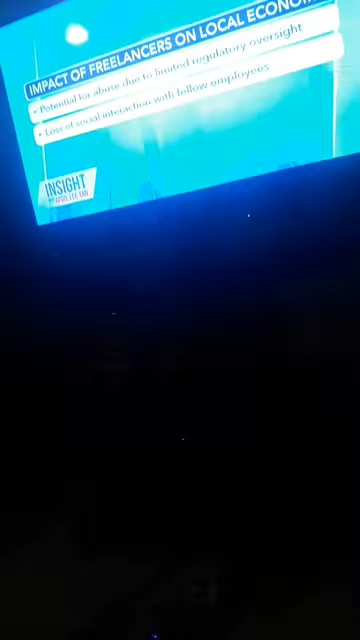 IMPACT OF FREELANCERS ON LOCAL ECONOM
• Potential for abuse due to limited regulatory oversight
• Loss of social interaction with fellow employees
INSIGHT